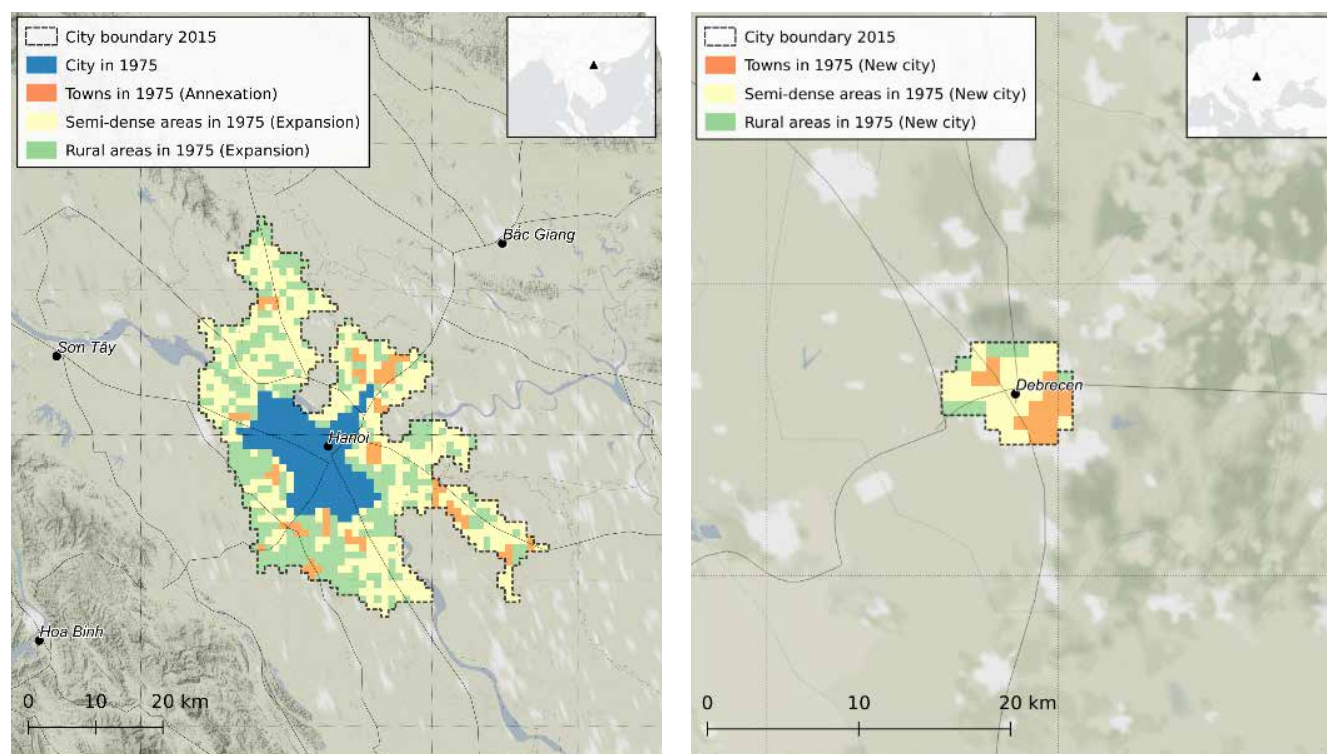 City boundary 2015
City in 1975
Towns in 1975 (Annexation)
Semi-dense areas in 1975 (Expansion)
Rural areas in 1975 (Expansion)
Bắc Giang
Sơn Tây
Hanoi
Hoa Binh
0 10 20 km
City boundary 2015
Towns in 1975 (New city)
Semi-dense areas in 1975 (New city)
Rural areas in 1975 (New city)
Debrecen
0 10 20 km